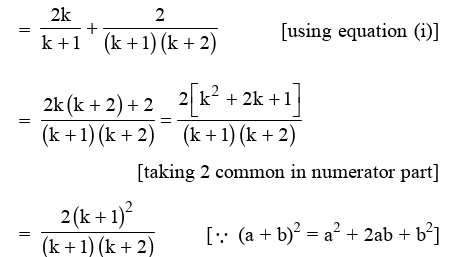 = 2k/(k + 1) + 2/((k + 1)(k + 2)) [using equation (i)]
= (2k(k + 2) + 2)/((k + 1)(k + 2)) = 2[k² + 2k + 1]/((k + 1)(k + 2))
[taking 2 common in numerator part]
= 2(k + 1)²/((k + 1)(k + 2)) [∵ (a + b)² = a² + 2ab + b²]